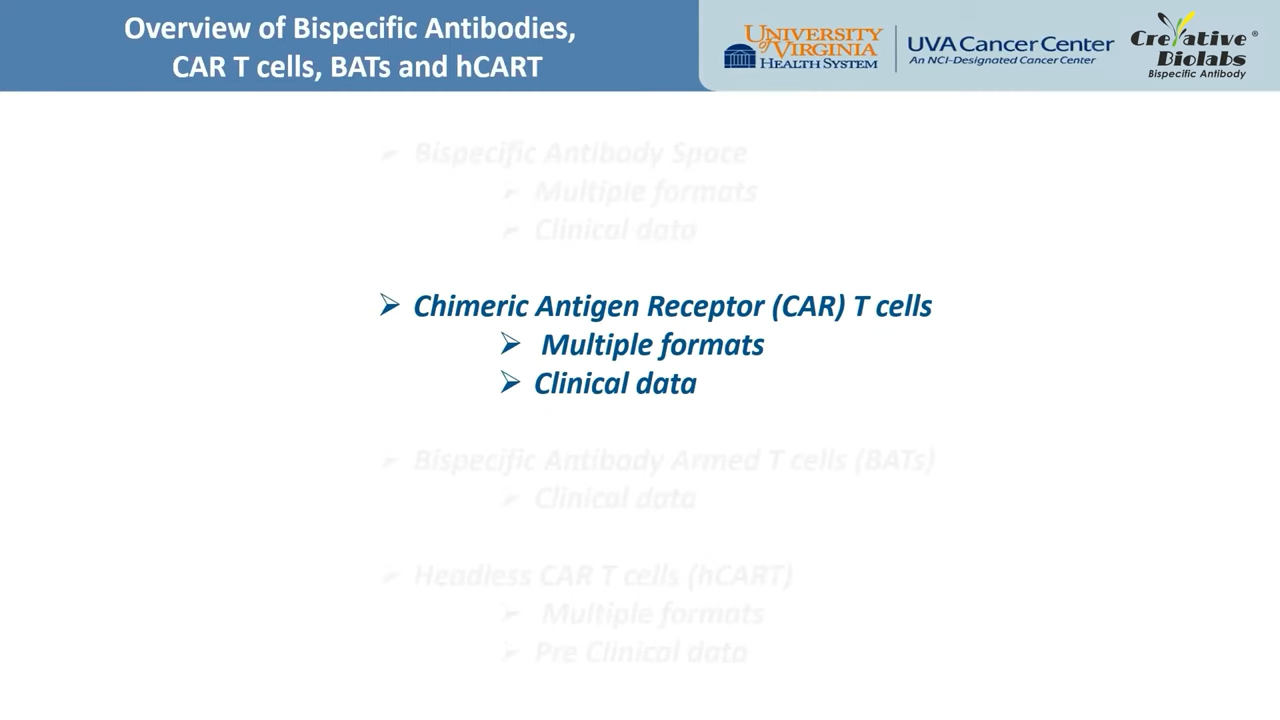 Overview of Bispecific Antibodies,
CAR T cells, BATs and hCART
UNIVERSITY
of VIRGINIA
HEALTH SYSTEM
UVA Cancer Center
An NCI-Designated Cancer Center
Creative ®
Biolabs
Bispecific Antibody
➢ Bispecific Antibody Space
➢ Multiple formats
➢ Clinical data
➢ Chimeric Antigen Receptor (CAR) T cells
➢ Multiple formats
➢ Clinical data
➢ Bispecific Antibody Armed T cells (BATs)
➢ Clinical data
➢ Headless CAR T cells (hCART)
➢ Multiple formats
➢ Pre Clinical data